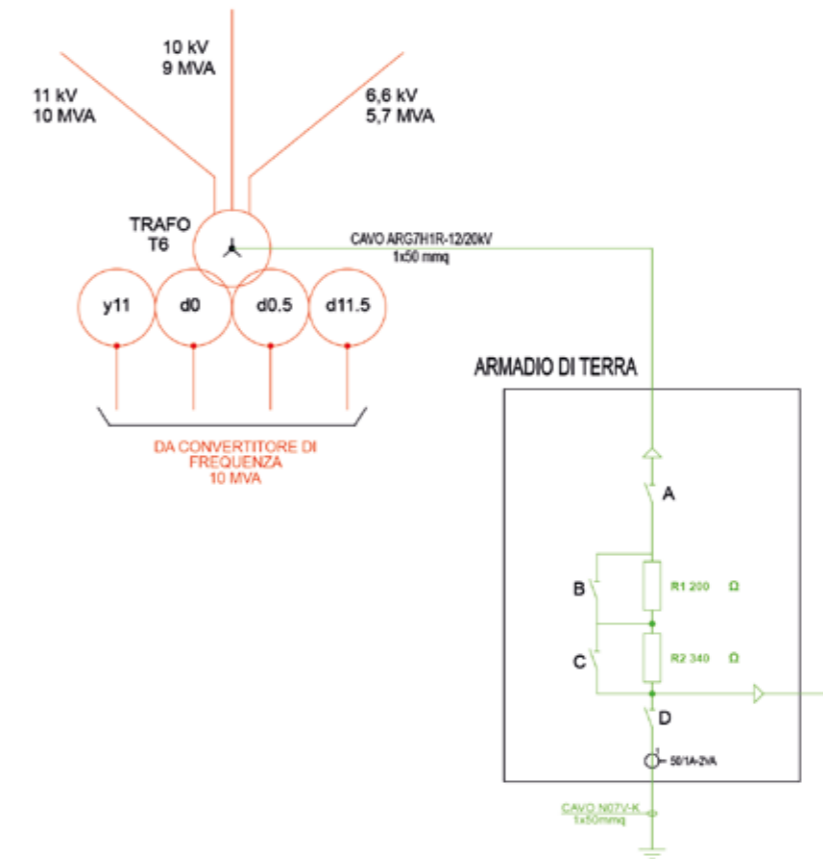 10 kV
9 MVA
11 kV
10 MVA
6,6 kV
5,7 MVA
TRAFO
T6
CAVO ARG7H1R-12/20kV
1x50 mmq
y11
d0
d0.5
d11.5
ARMADIO DI TERRA
DA CONVERTITORE DI
FREQUENZA
10 MVA
A
B
R1 200 Ω
C
R2 340 Ω
D
1
50/1A-2VA
CAVO N07V-K
1x50mmq